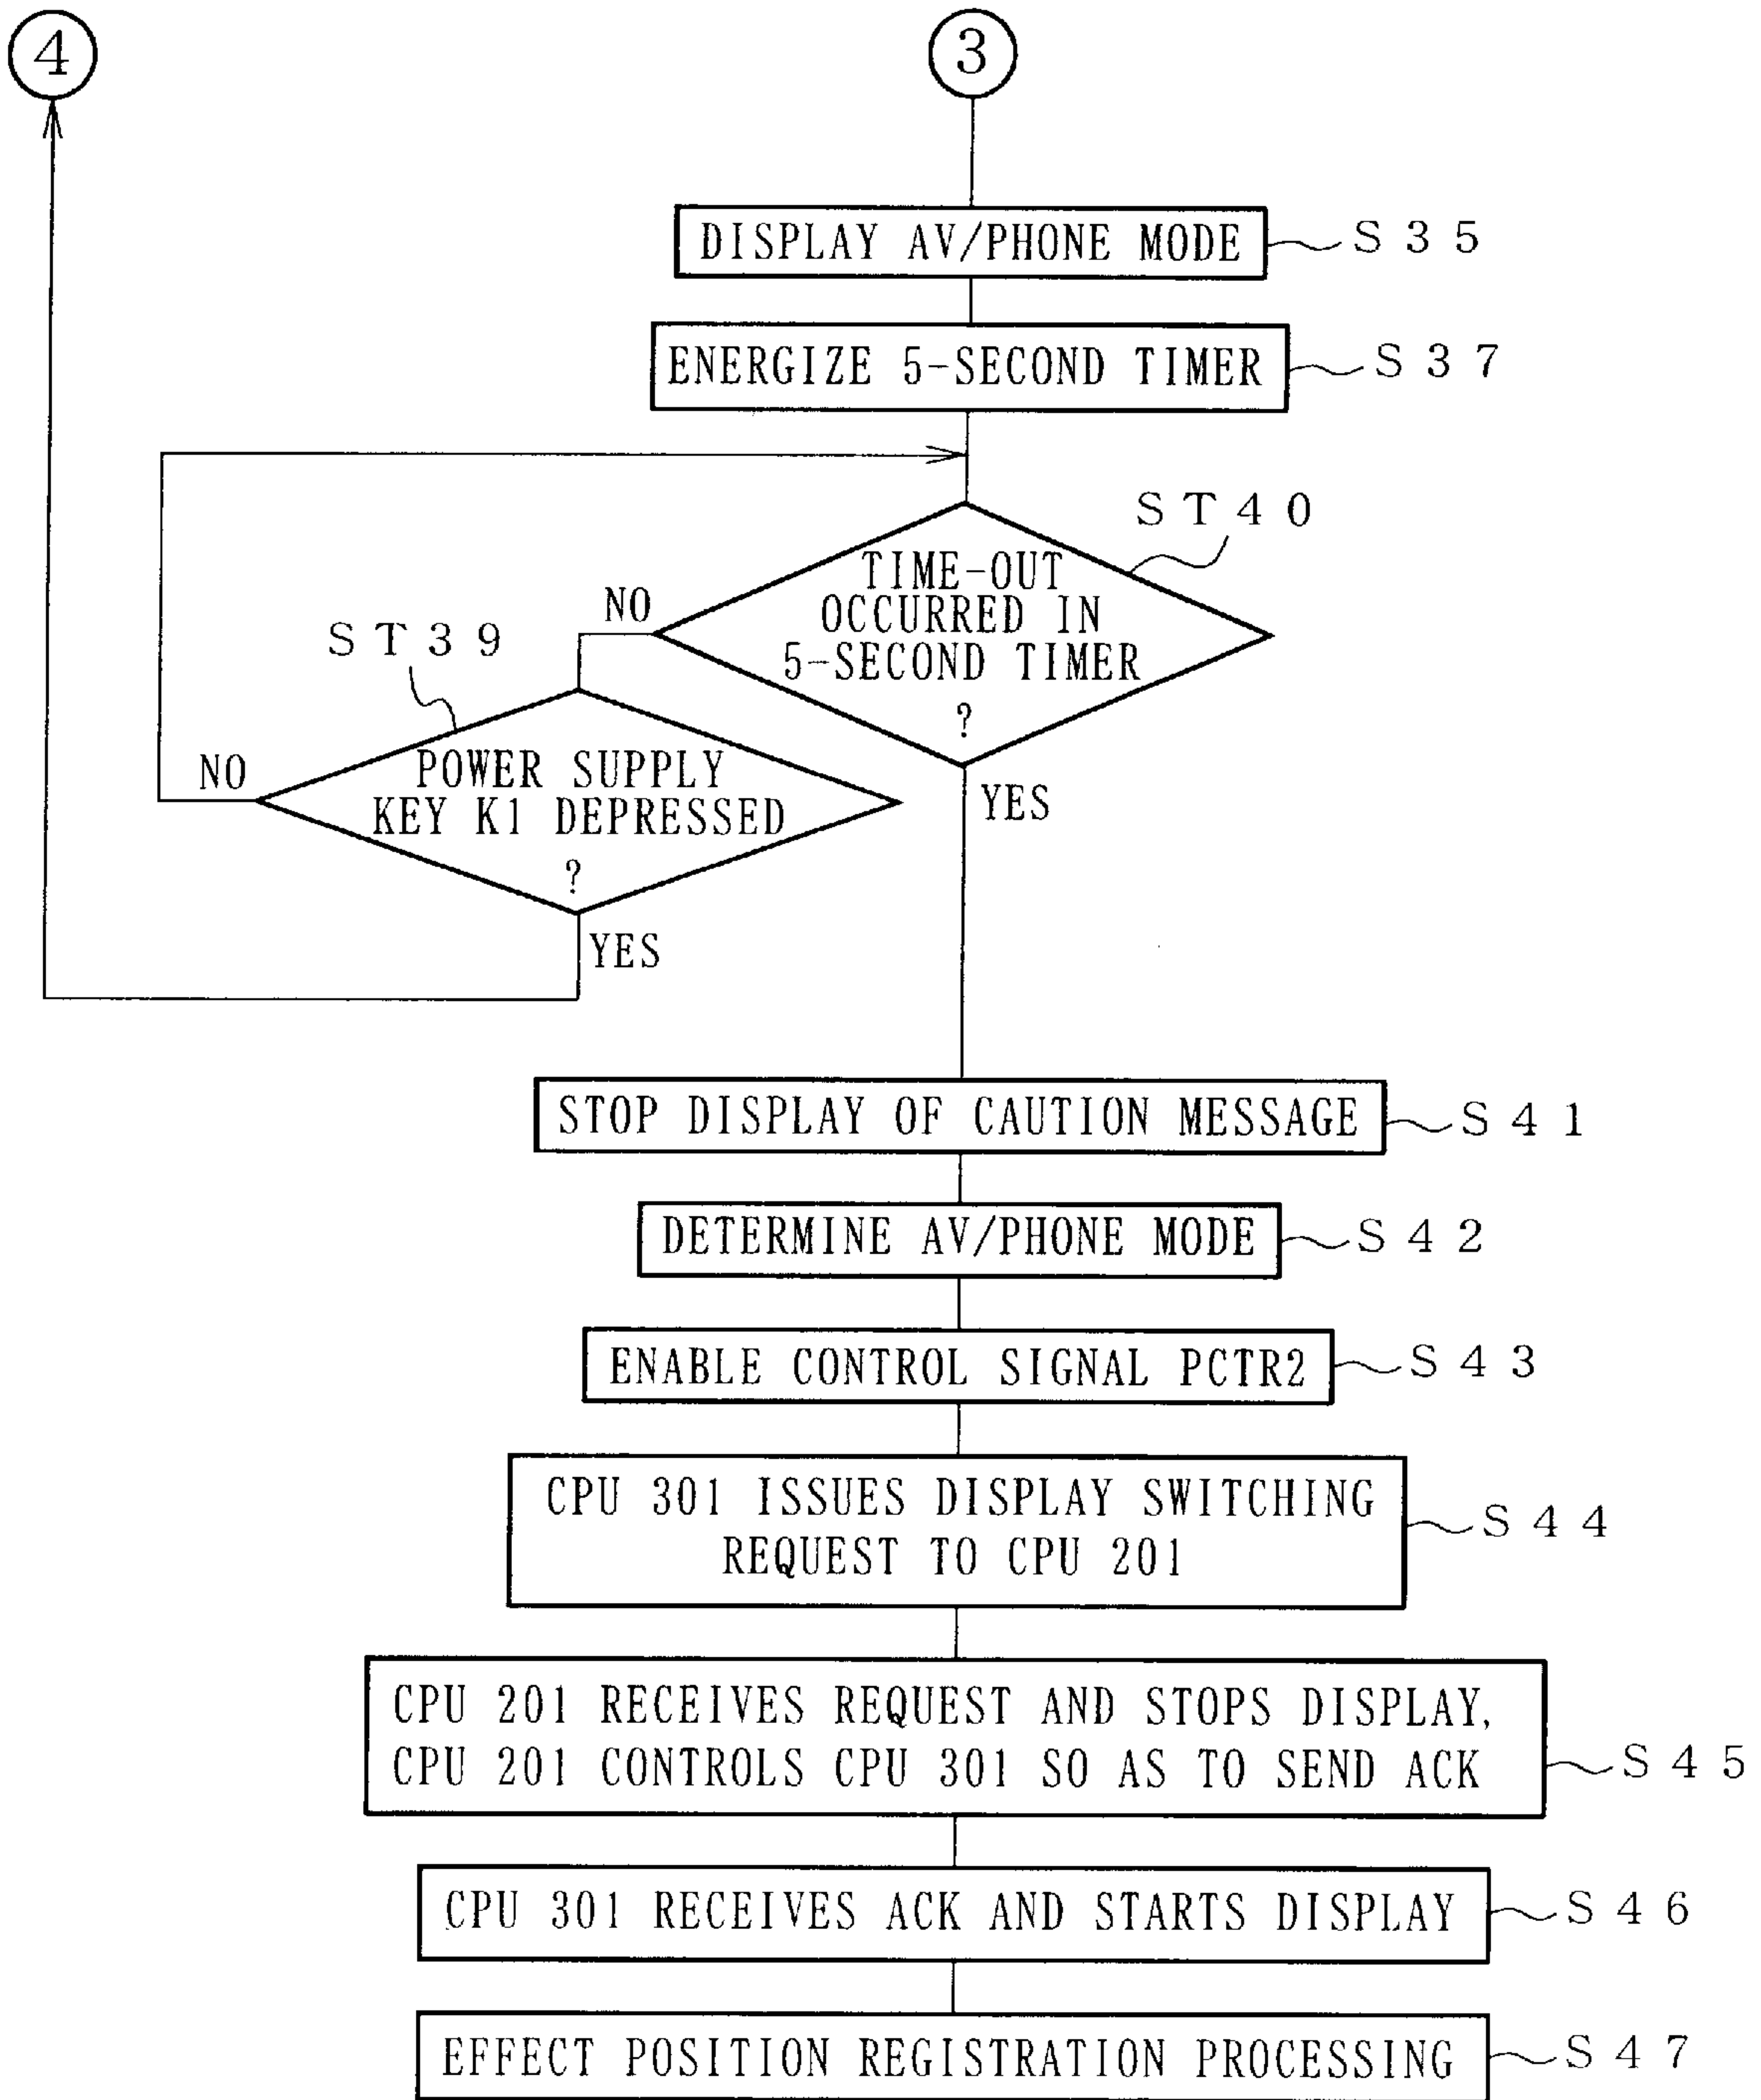 4
3
DISPLAY AV/PHONE MODE
S35
ENERGIZE 5-SECOND TIMER
S37
ST40
TIME-OUT
OCCURRED IN
5-SECOND TIMER
?
NO
YES
ST39
POWER SUPPLY
KEY K1 DEPRESSED
?
NO
YES
STOP DISPLAY OF CAUTION MESSAGE
S41
DETERMINE AV/PHONE MODE
S42
ENABLE CONTROL SIGNAL PCTR2
S43
CPU 301 ISSUES DISPLAY SWITCHING
REQUEST TO CPU 201
S44
CPU 201 RECEIVES REQUEST AND STOPS DISPLAY,
CPU 201 CONTROLS CPU 301 SO AS TO SEND ACK
S45
CPU 301 RECEIVES ACK AND STARTS DISPLAY
S46
EFFECT POSITION REGISTRATION PROCESSING
S47